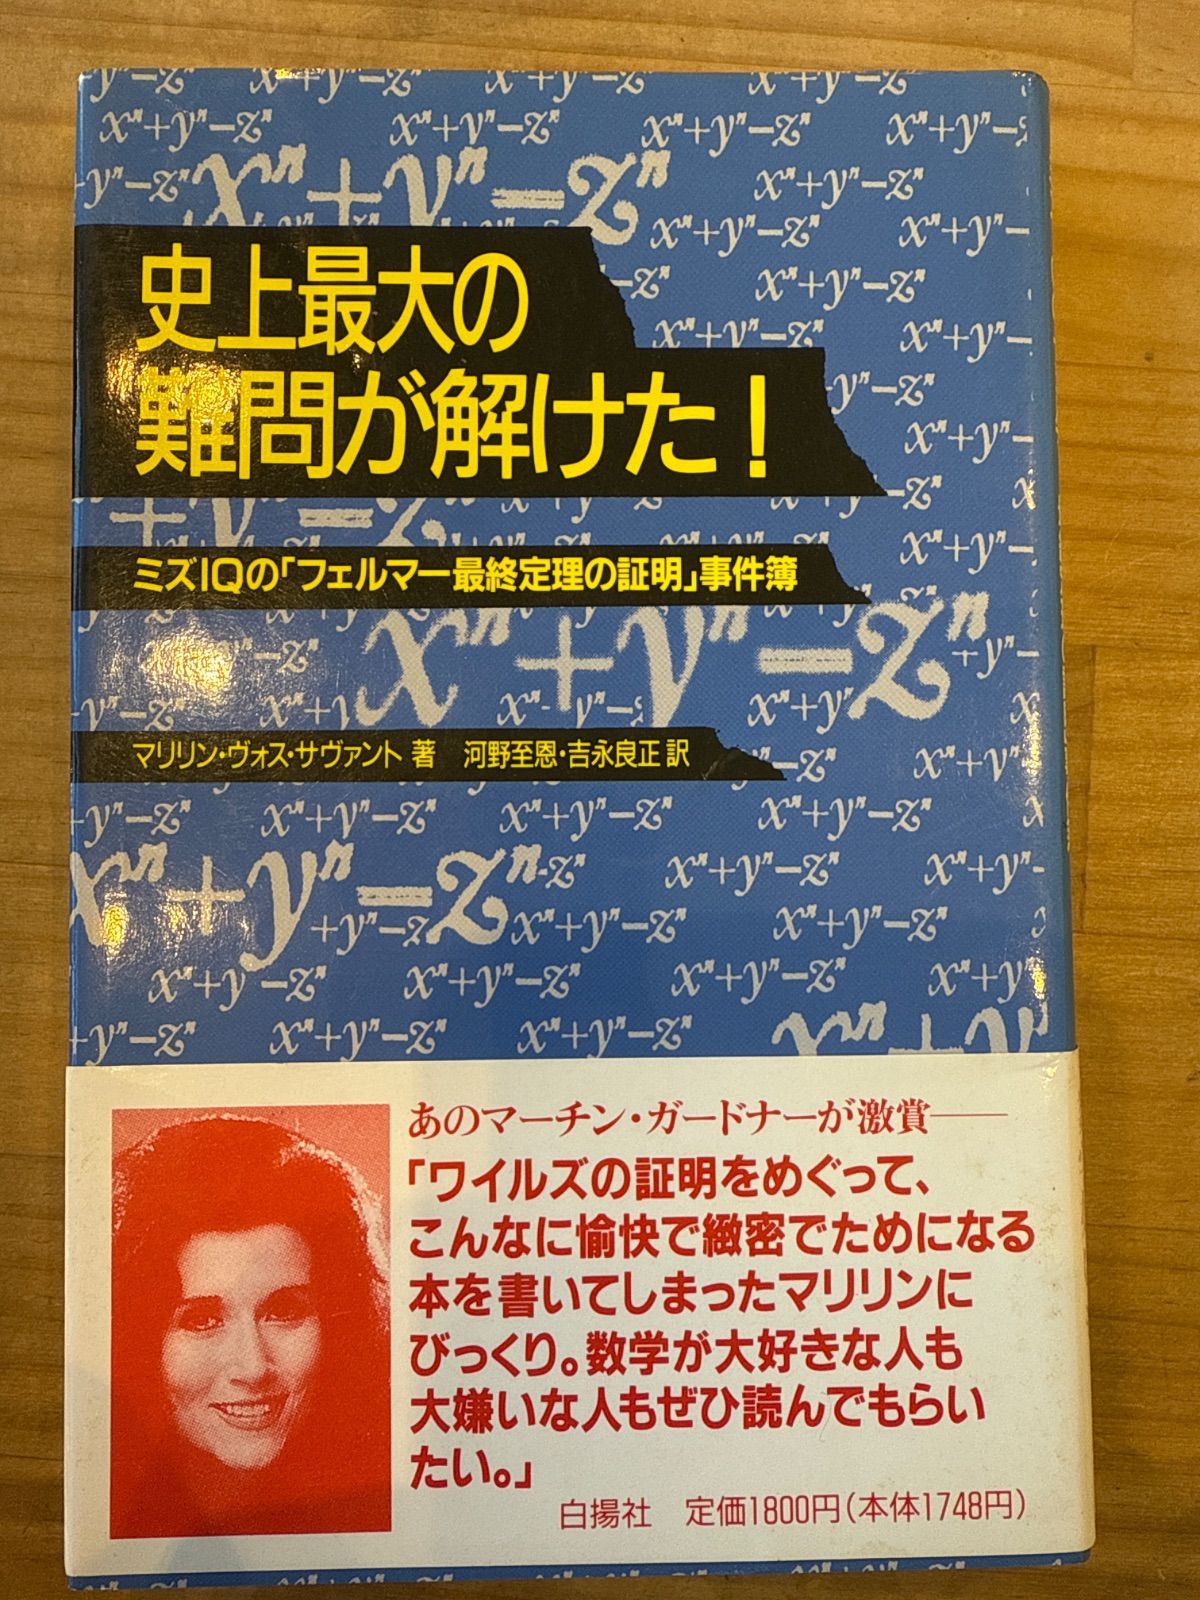 xⁿ+yⁿ=zⁿ
史上最大の
難問が解けた!
ミズIQの「フェルマー最終定理の証明」事件簿
マリリン・ヴォス・サヴァント 著 河野至恩・吉永良正 訳
xⁿ+yⁿ=zⁿ
あのマーチン・ガードナーが激賞——
「ワイルズの証明をめぐって、
こんなに愉快で緻密でためになる
本を書いてしまったマリリンに
びっくり。数学が大好きな人も
大嫌いな人もぜひ読んでもらい
たい。」
白揚社 定価1800円(本体1748円)